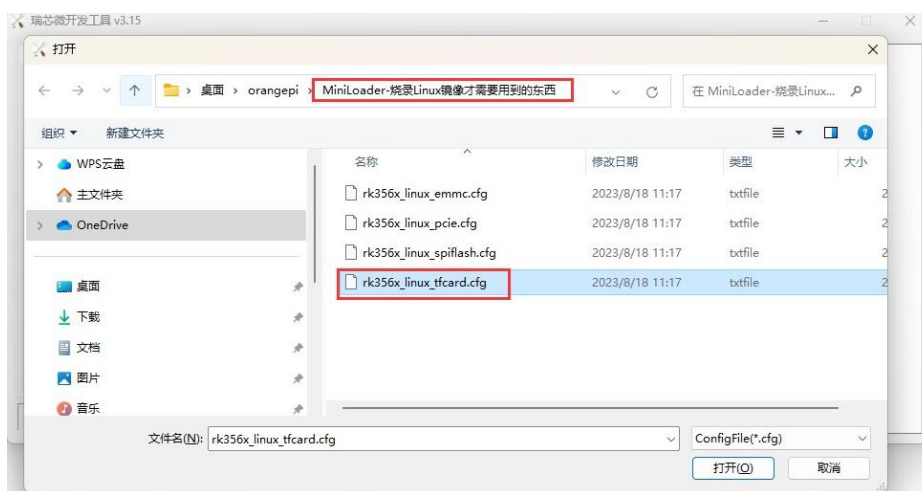 瑞芯微开发工具 v3.15
打开
桌面 › orangepi › MiniLoader-烧录Linux镜像才需要用到的东西
在 MiniLoader-烧录Linux...
组织 新建文件夹
名称 修改日期 类型 大小
WPS云盘
主文件夹
OneDrive
桌面
下载
文档
图片
音乐
rk356x_linux_emmc.cfg 2023/8/18 11:17 txtfile 2
rk356x_linux_pcie.cfg 2023/8/18 11:17 txtfile 2
rk356x_linux_spiflash.cfg 2023/8/18 11:17 txtfile 2
rk356x_linux_tfcard.cfg 2023/8/18 11:17 txtfile 2
文件名(N): rk356x_linux_tfcard.cfg ConfigFile(*.cfg)
打开(O) 取消